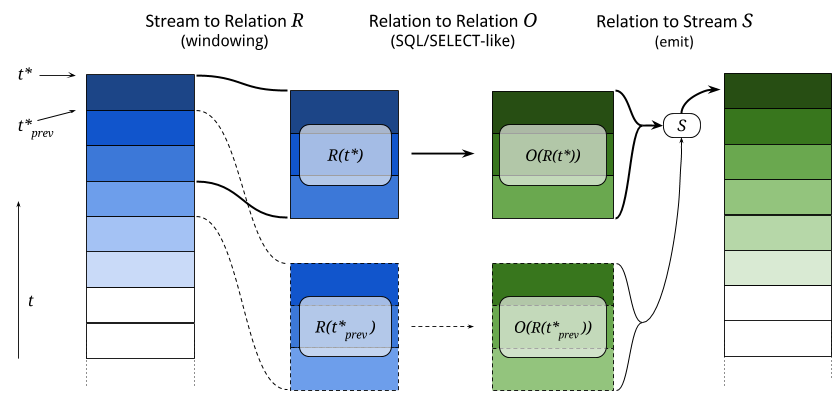 Stream to Relation R
(windowing)
Relation to Relation O
(SQL/SELECT-like)
Relation to Stream S
(emit)
t*
t*prev
t
R(t*)
O(R(t*))
S
R(t*prev)
O(R(t*prev))